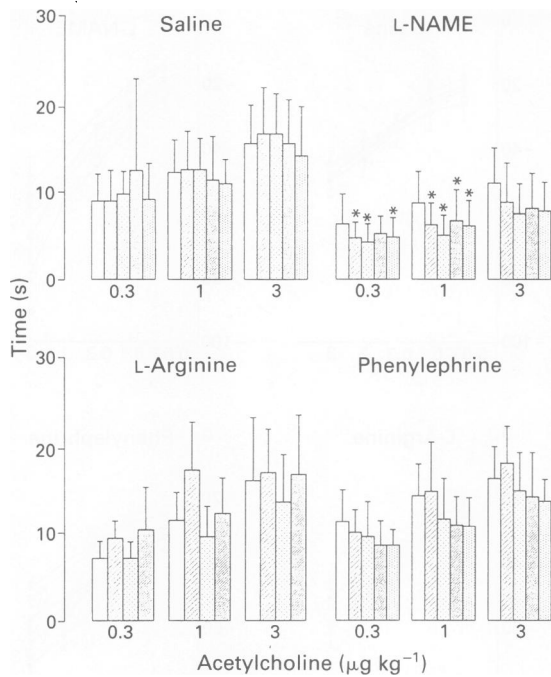 30
Saline
L-NAME
20
10
0
* * *
* * * *
0.3 1 3
0.3 1 3
Time (s)
30
L-Arginine
Phenylephrine
20
10
0
0.3 1 3
0.3 1 3
Acetylcholine (µg kg⁻¹)